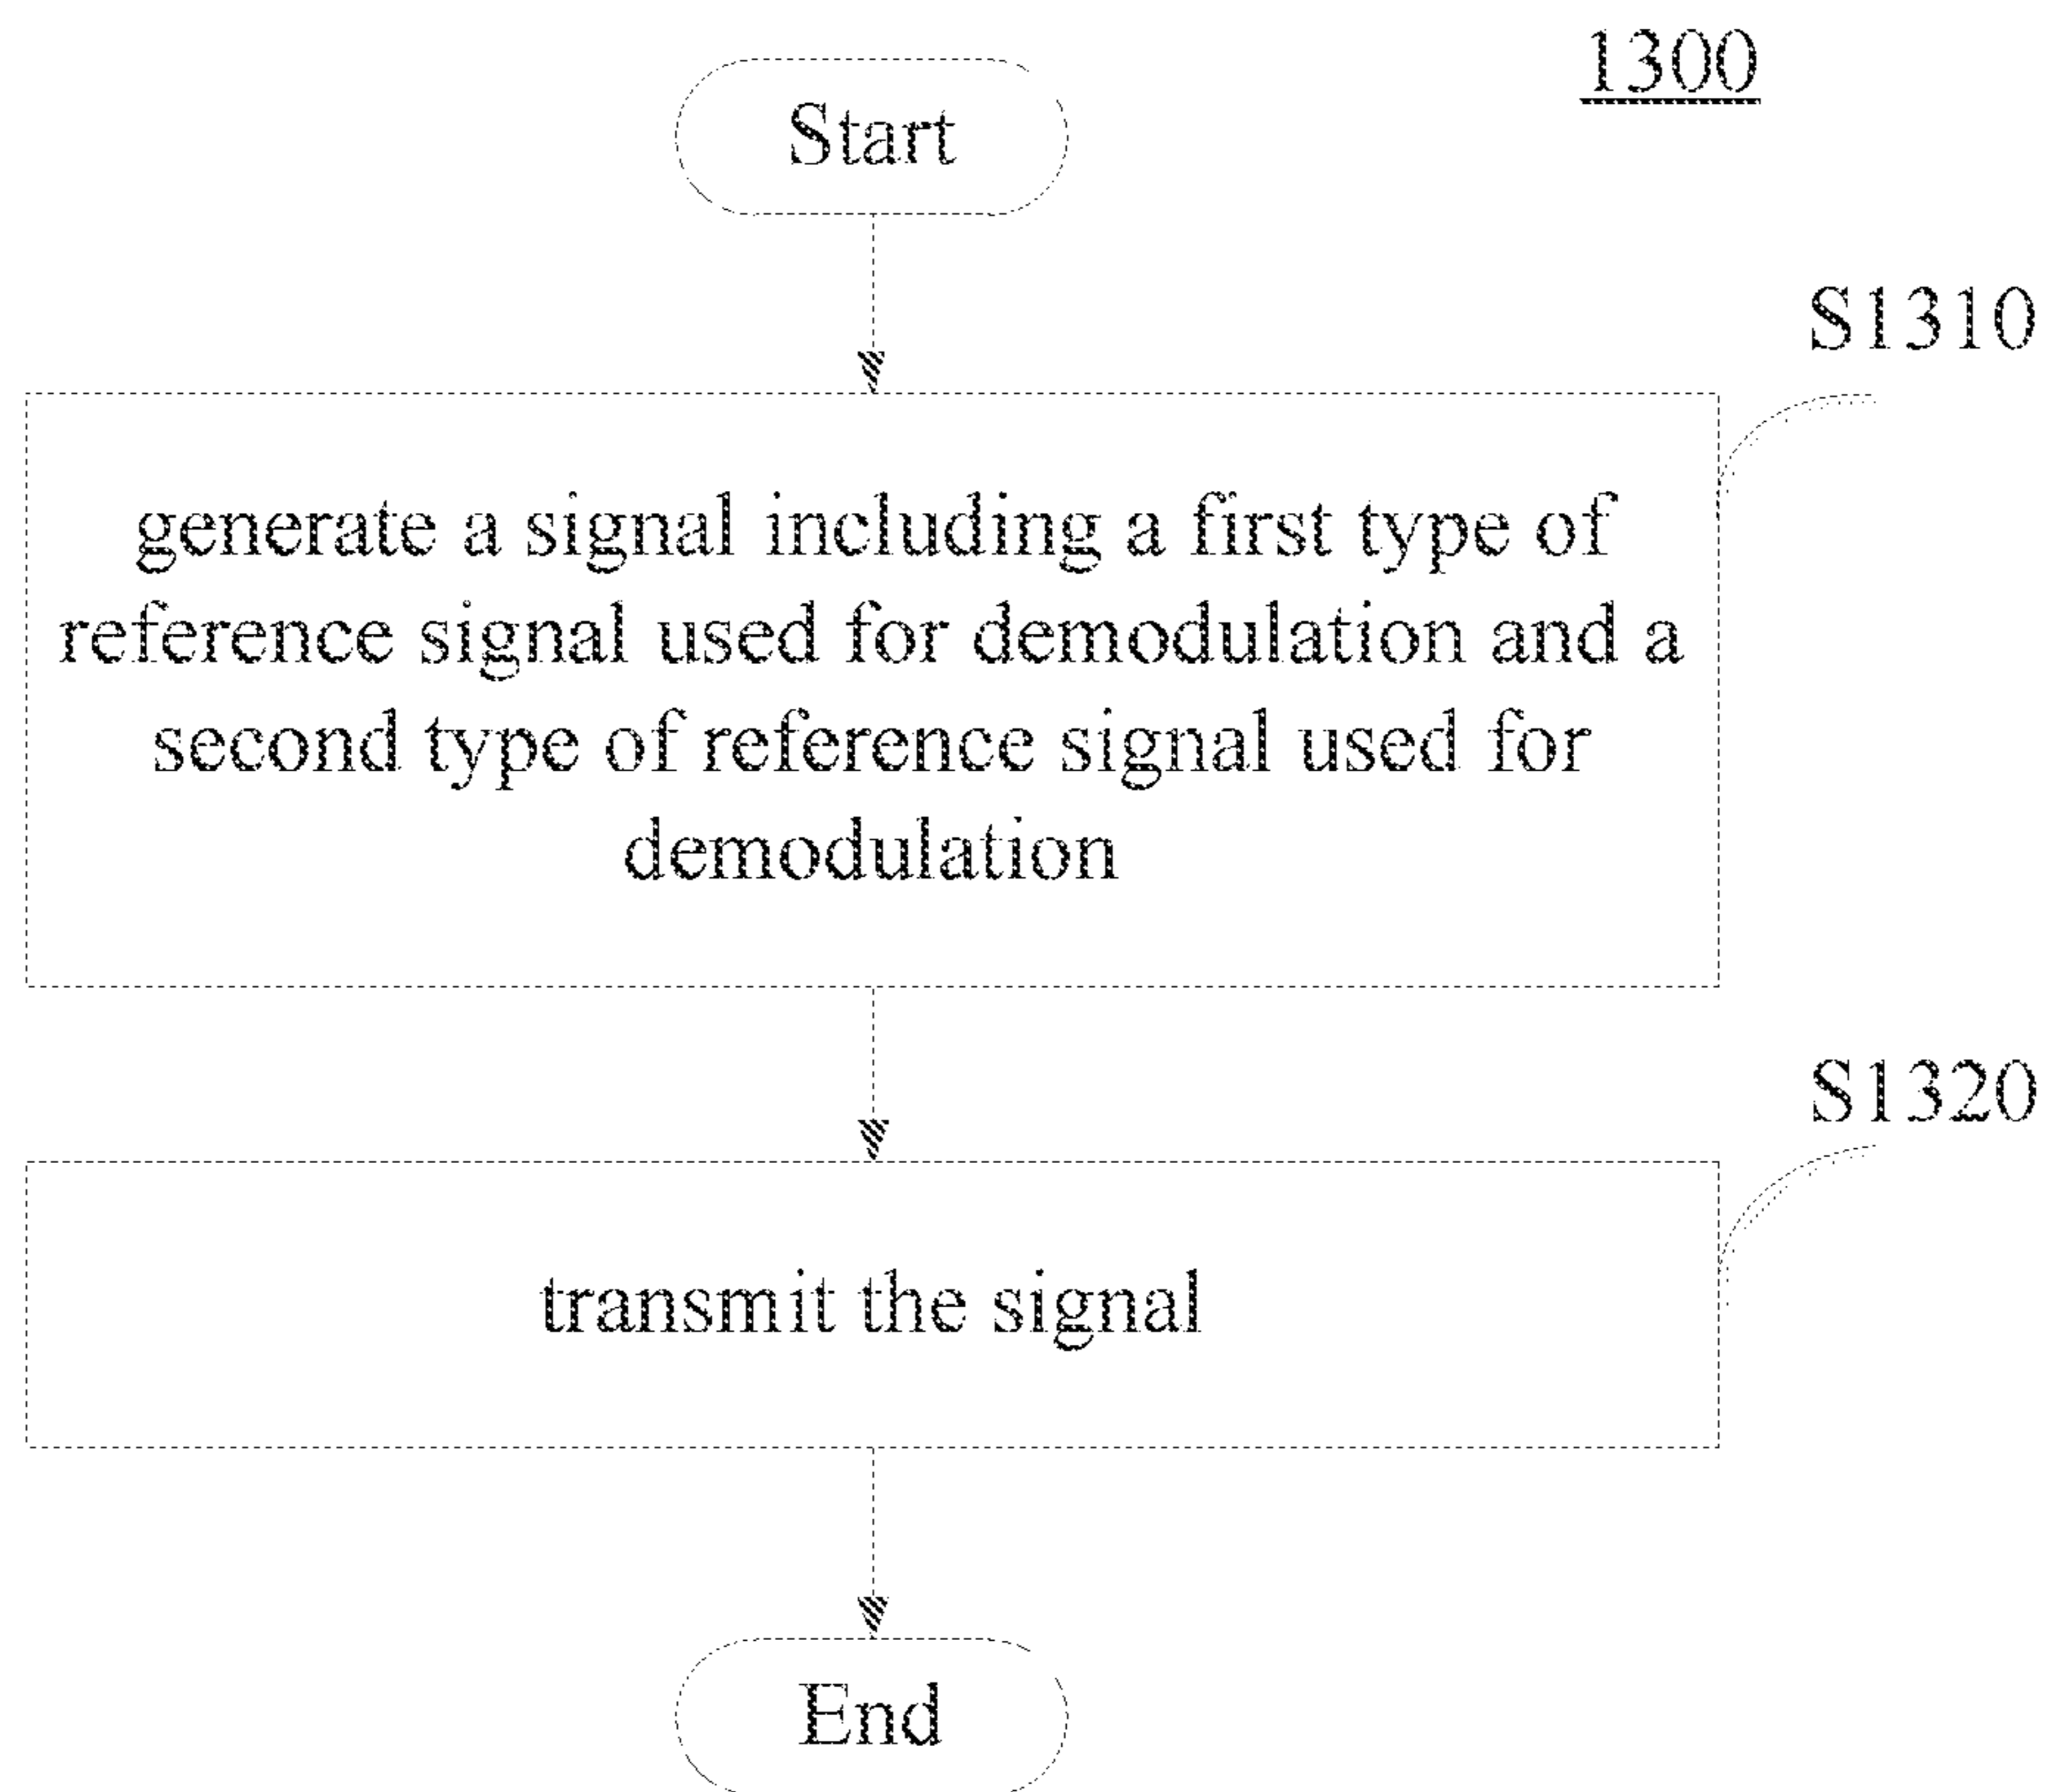 1300
Start
S1310
generate a signal including a first type of
reference signal used for demodulation and a
second type of reference signal used for
demodulation
S1320
transmit the signal
End